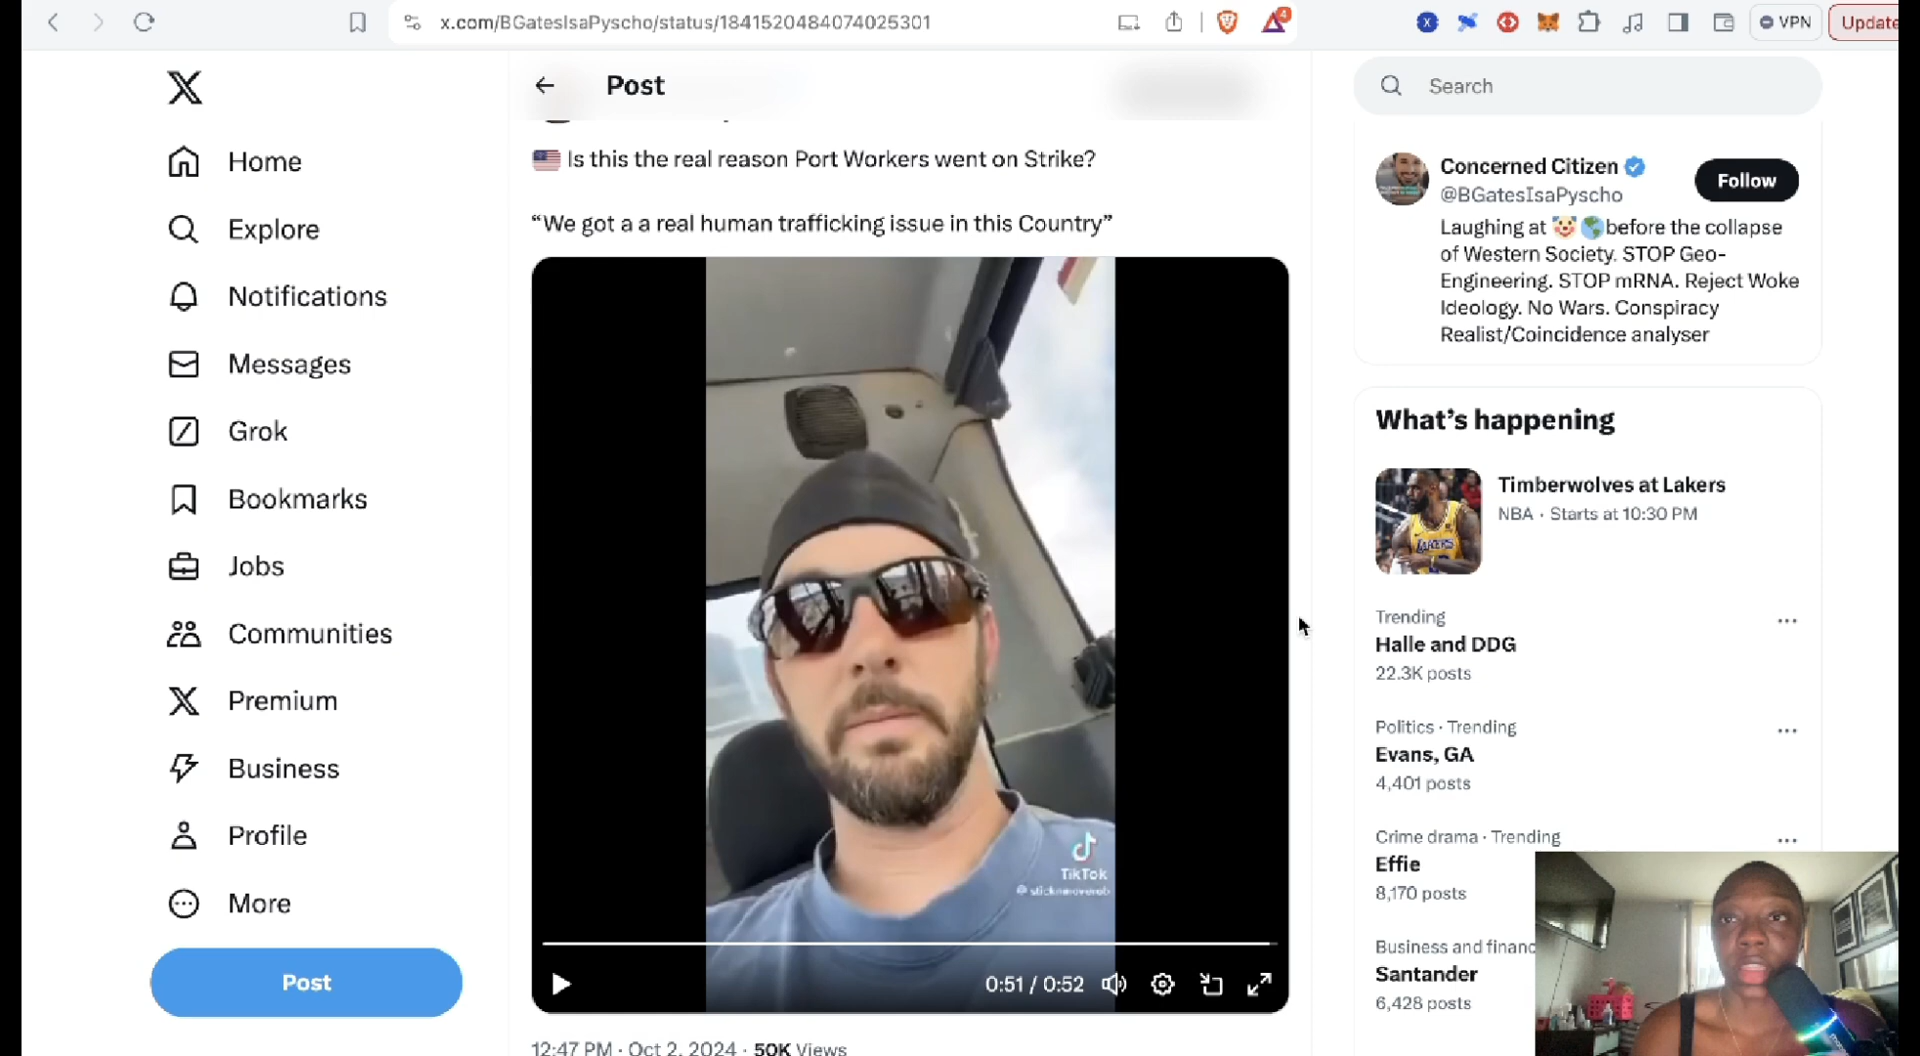 x.com/BGatesIsaPyscho/status/1841520484074025301
4
VPN
Update
Home
Explore
Notifications
Messages
Grok
Bookmarks
Jobs
Communities
Premium
Business
Profile
More
Post
Post
Is this the real reason Port Workers went on Strike?
“We got a a real human trafficking issue in this Country”
TikTok
0:51 / 0:52
12:47 PM · Oct 2, 2024 · 50K Views
Search
Concerned Citizen
@BGatesIsaPyscho
Follow
Laughing at 🤡🌎before the collapse
of Western Society. STOP Geo-
Engineering. STOP mRNA. Reject Woke
Ideology. No Wars. Conspiracy
Realist/Coincidence analyser
What’s happening
Timberwolves at Lakers
NBA · Starts at 10:30 PM
Trending
Halle and DDG
22.3K posts
Politics · Trending
Evans, GA
4,401 posts
Crime drama · Trending
Effie
8,170 posts
Business and financ
Santander
6,428 posts